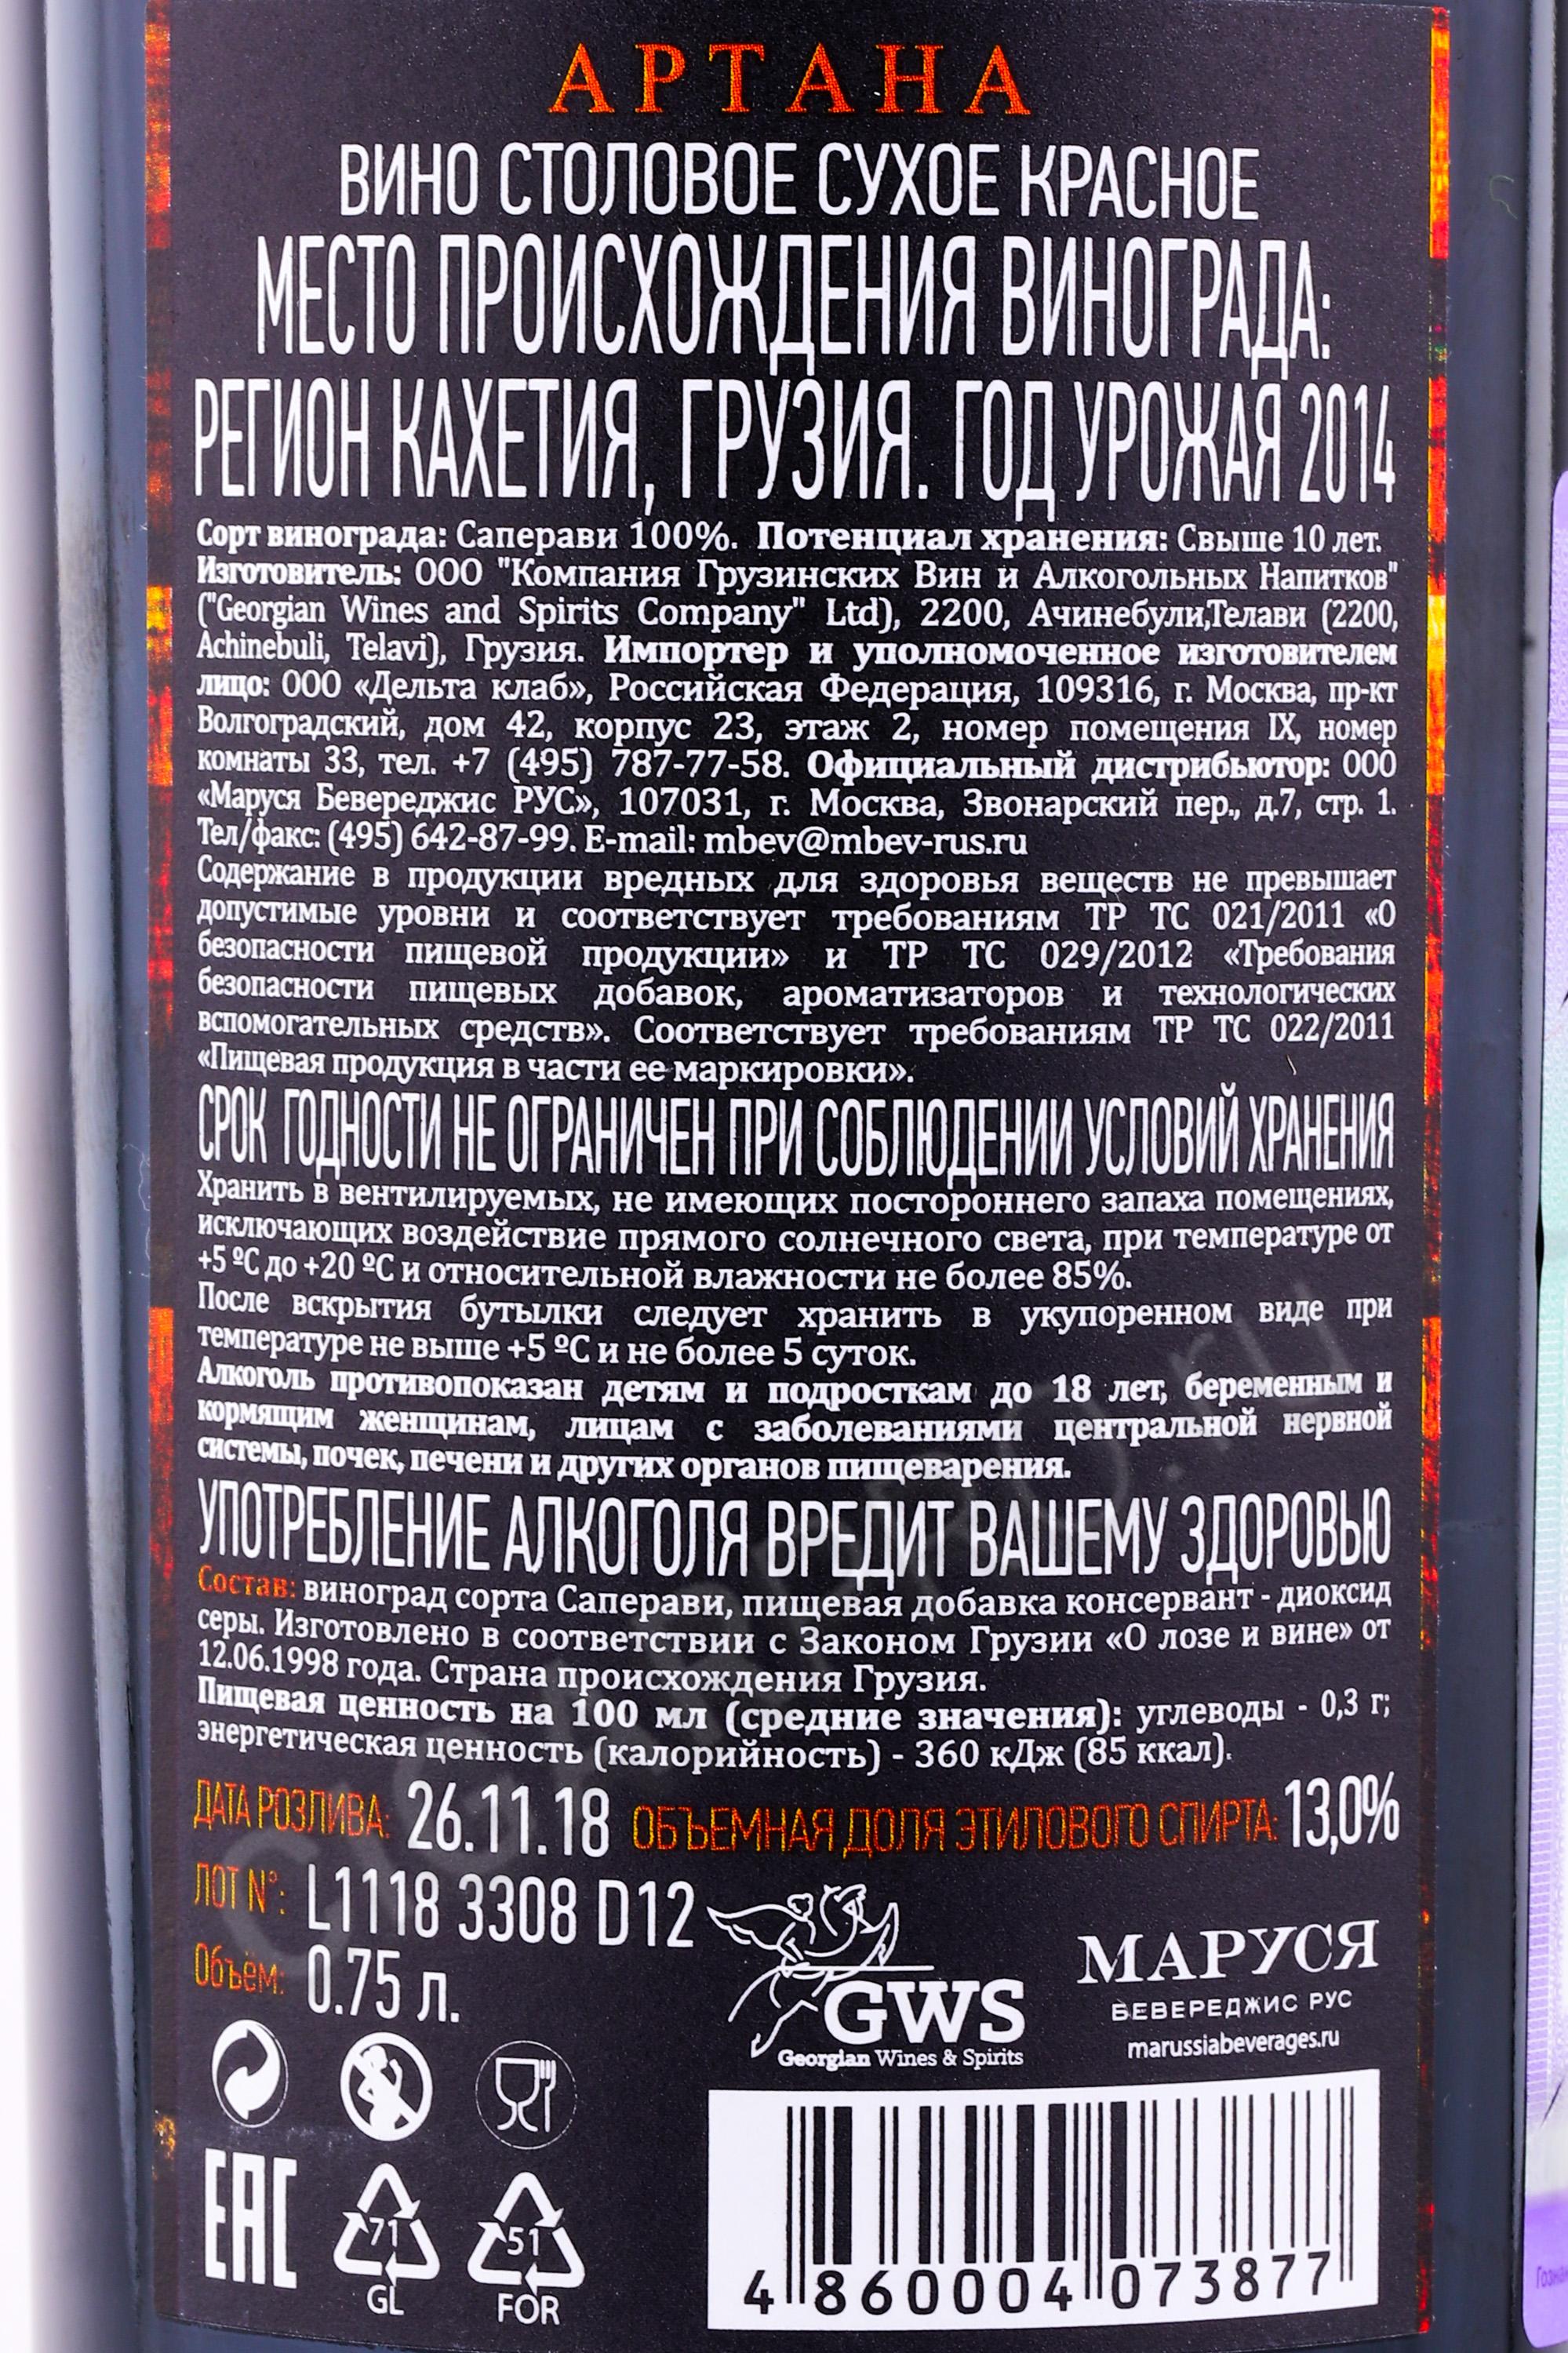 АРТАНА
ВИНО СТОЛОВОЕ СУХОЕ КРАСНОЕ
МЕСТО ПРОИСХОЖДЕНИЯ ВИНОГРАДА:
РЕГИОН КАХЕТИЯ, ГРУЗИЯ. ГОД УРОЖАЯ 2014
Сорт винограда: Саперави 100%. Потенциал хранения: Свыше 10 лет.
Изготовитель: ООО "Компания Грузинских Вин и Алкогольных Напитков"
("Georgian Wines and Spirits Company" Ltd), 2200, Ачинебули,Телави (2200,
Achinebuli, Telavi), Грузия. Импортер и уполномоченное изготовителем
лицо: ООО «Дельта клаб», Российская Федерация, 109316, г. Москва, пр-кт
Волгоградский, дом 42, корпус 23, этаж 2, номер помещения IX, номер
комнаты 33, тел. +7 (495) 787-77-58. Официальный дистрибьютор: ООО
«Маруся Бевереджис РУС», 107031, г. Москва, Звонарский пер., д.7, стр. 1.
Тел/факс: (495) 642-87-99. E-mail: mbev@mbev-rus.ru
Содержание в продукции вредных для здоровья веществ не превышает
допустимые уровни и соответствует требованиям ТР ТС 021/2011 «О
безопасности пищевой продукции» и ТР ТС 029/2012 «Требования
безопасности пищевых добавок, ароматизаторов и технологических
вспомогательных средств». Соответствует требованиям ТР ТС 022/2011
«Пищевая продукция в части ее маркировки».
СРОК ГОДНОСТИ НЕ ОГРАНИЧЕН ПРИ СОБЛЮДЕНИИ УСЛОВИЙ ХРАНЕНИЯ
Хранить в вентилируемых, не имеющих постороннего запаха помещениях,
исключающих воздействие прямого солнечного света, при температуре от
+5 ºС до +20 ºС и относительной влажности не более 85%.
После вскрытия бутылки следует хранить в укупоренном виде при
температуре не выше +5 ºС и не более 5 суток.
Алкоголь противопоказан детям и подросткам до 18 лет, беременным и
кормящим женщинам, лицам с заболеваниями центральной нервной
системы, почек, печени и других органов пищеварения.
УПОТРЕБЛЕНИЕ АЛКОГОЛЯ ВРЕДИТ ВАШЕМУ ЗДОРОВЬЮ
Состав: виноград сорта Саперави, пищевая добавка консервант - диоксид
серы. Изготовлено в соответствии с Законом Грузии «О лозе и вине» от
12.06.1998 года. Страна происхождения Грузия.
Пищевая ценность на 100 мл (средние значения): углеводы - 0,3 г;
энергетическая ценность (калорийность) - 360 кДж (85 ккал).
ДАТА РОЗЛИВА: 26.11.18 ОБЪЕМНАЯ ДОЛЯ ЭТИЛОВОГО СПИРТА: 13,0%
ЛОТ N°: L1118 3308 D12
Объём: 0.75 л.
GWS
Georgian Wines & Spirits
МАРУСЯ
БЕВЕРЕДЖИС РУС
marussiabeverages.ru
EAC
71
GL
51
FOR
4 860004 073877